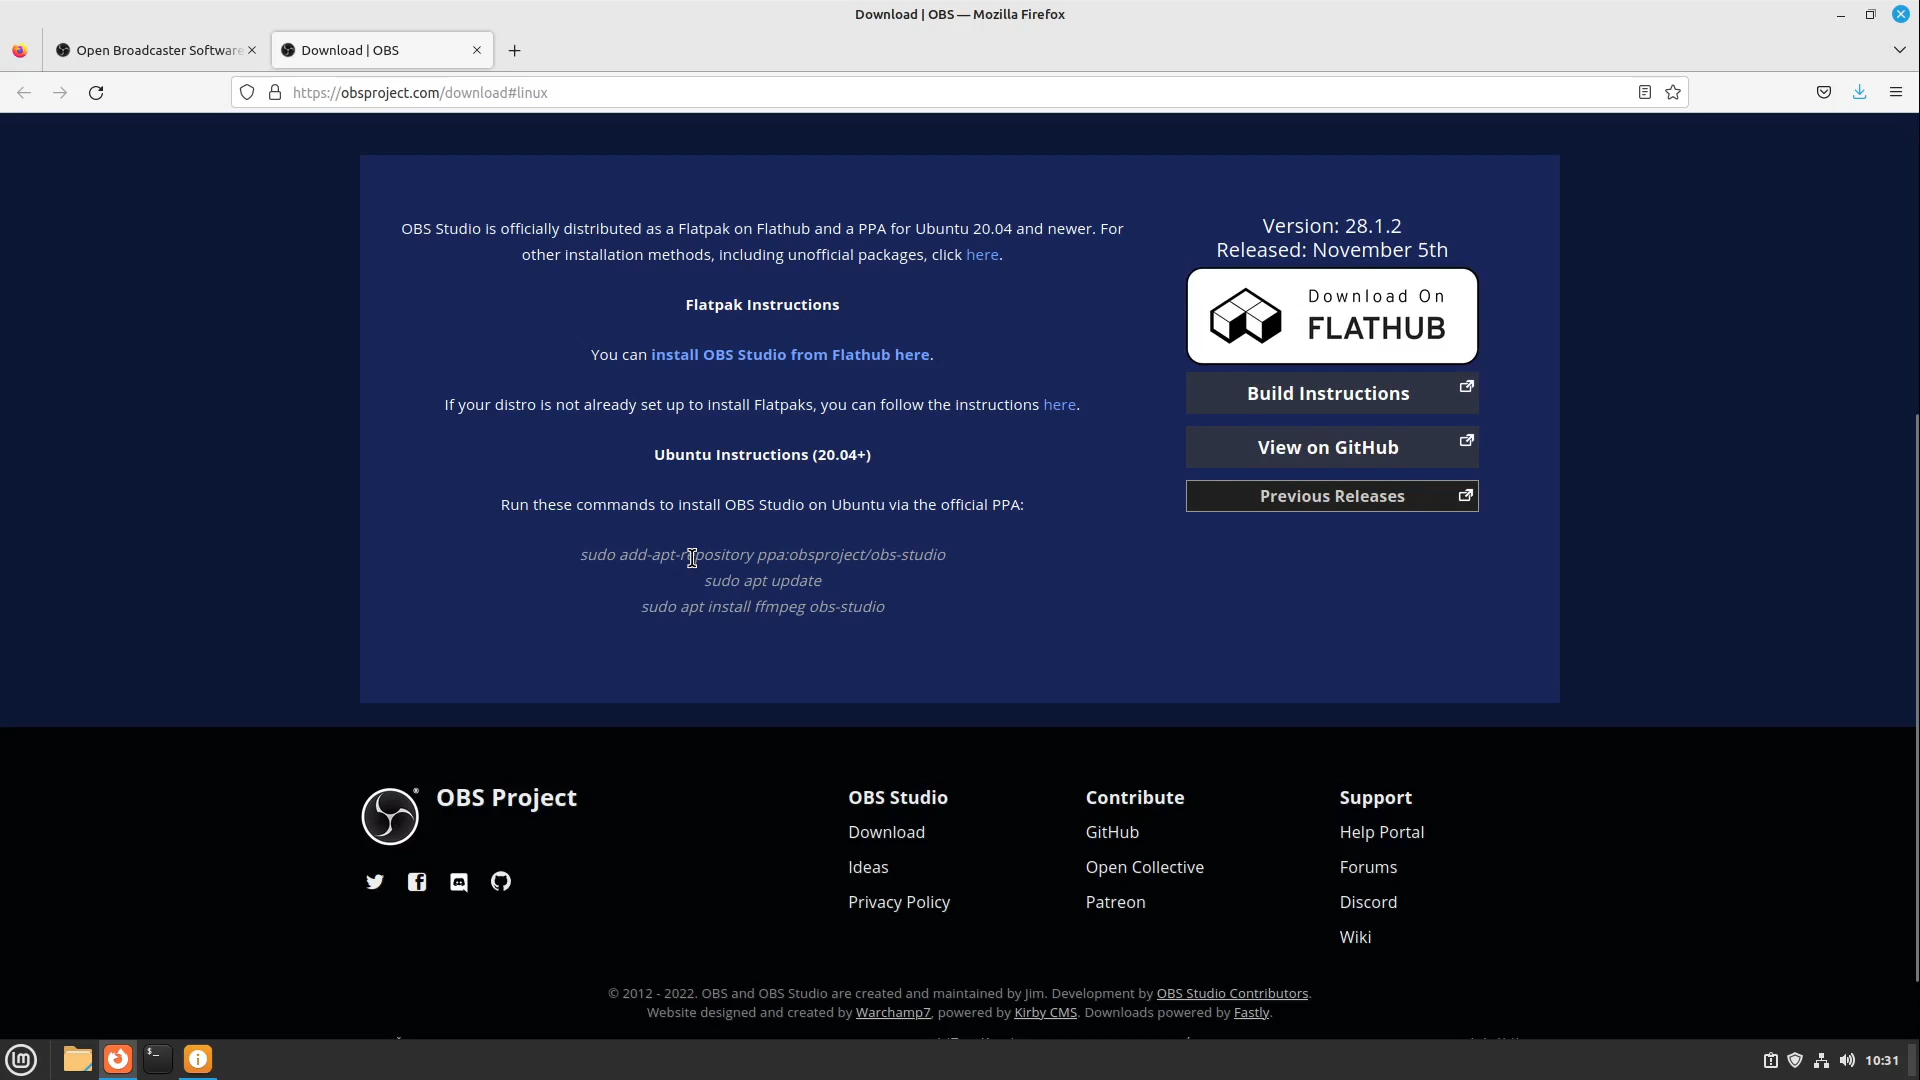 Download | OBS — Mozilla Firefox
Open Broadcaster Software
Download | OBS
https://obsproject.com/download#linux
OBS Studio is officially distributed as a Flatpak on Flathub and a PPA for Ubuntu 20.04 and newer. For
other installation methods, including unofficial packages, click here.
Flatpak Instructions
You can install OBS Studio from Flathub here.
If your distro is not already set up to install Flatpaks, you can follow the instructions here.
Ubuntu Instructions (20.04+)
Run these commands to install OBS Studio on Ubuntu via the official PPA:
sudo add-apt-repository ppa:obsproject/obs-studio
sudo apt update
sudo apt install ffmpeg obs-studio
Version: 28.1.2
Released: November 5th
Download On
FLATHUB
Build Instructions
View on GitHub
Previous Releases
OBS Project
OBS Studio
Download
Ideas
Privacy Policy
Contribute
GitHub
Open Collective
Patreon
Support
Help Portal
Forums
Discord
Wiki
© 2012 - 2022. OBS and OBS Studio are created and maintained by Jim. Development by OBS Studio Contributors.
Website designed and created by Warchamp7, powered by Kirby CMS. Downloads powered by Fastly.
10:31